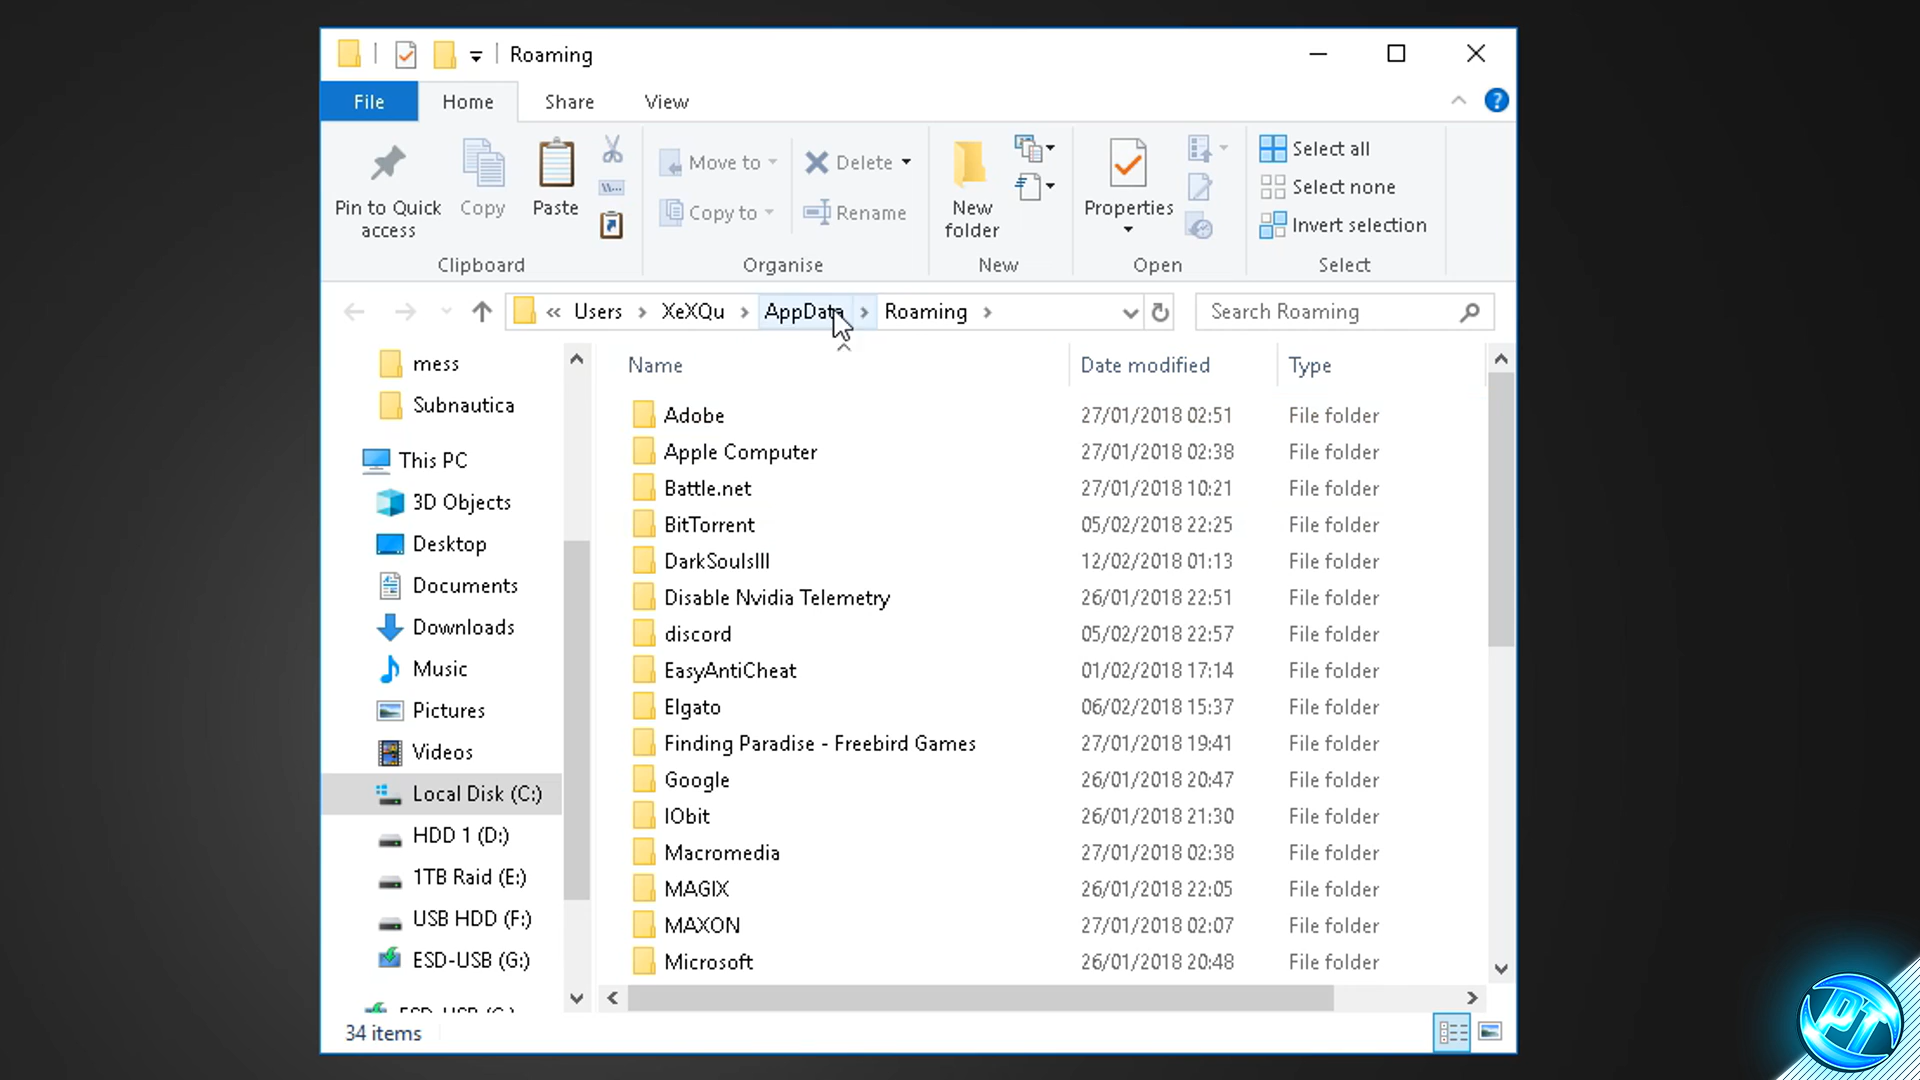 Roaming
File Home Share View
Pin to Quick access
Copy
Paste
Move to
Copy to
Delete
Rename
New folder
Properties
Select all
Select none
Invert selection
Clipboard Organise New Open Select
« Users > XeXQu > AppData > Roaming >
Search Roaming
mess
Subnautica
This PC
3D Objects
Desktop
Documents
Downloads
Music
Pictures
Videos
Local Disk (C:)
HDD 1 (D:)
1TB Raid (E:)
USB HDD (F:)
ESD-USB (G:)
Name Date modified Type
Adobe 27/01/2018 02:51 File folder
Apple Computer 27/01/2018 02:38 File folder
Battle.net 27/01/2018 10:21 File folder
BitTorrent 05/02/2018 22:25 File folder
DarkSoulsIII 12/02/2018 01:13 File folder
Disable Nvidia Telemetry 26/01/2018 22:51 File folder
discord 05/02/2018 22:57 File folder
EasyAntiCheat 01/02/2018 17:14 File folder
Elgato 06/02/2018 15:37 File folder
Finding Paradise - Freebird Games 27/01/2018 19:41 File folder
Google 26/01/2018 20:47 File folder
IObit 26/01/2018 21:30 File folder
Macromedia 27/01/2018 02:38 File folder
MAGIX 26/01/2018 22:05 File folder
MAXON 27/01/2018 02:07 File folder
Microsoft 26/01/2018 20:48 File folder
34 items
PT